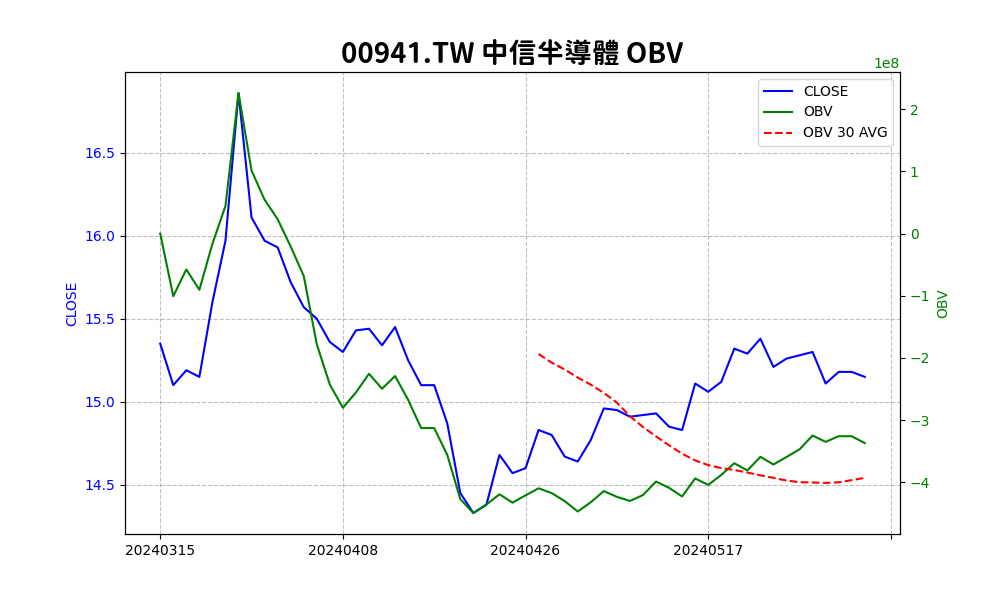 00941.TW 中信半導體 OBV
1e8
CLOSE
OBV
OBV 30 AVG
16.5
16.0
15.5
15.0
14.5
CLOSE
2
1
0
−1
−2
−3
−4
OBV
20240315
20240408
20240426
20240517